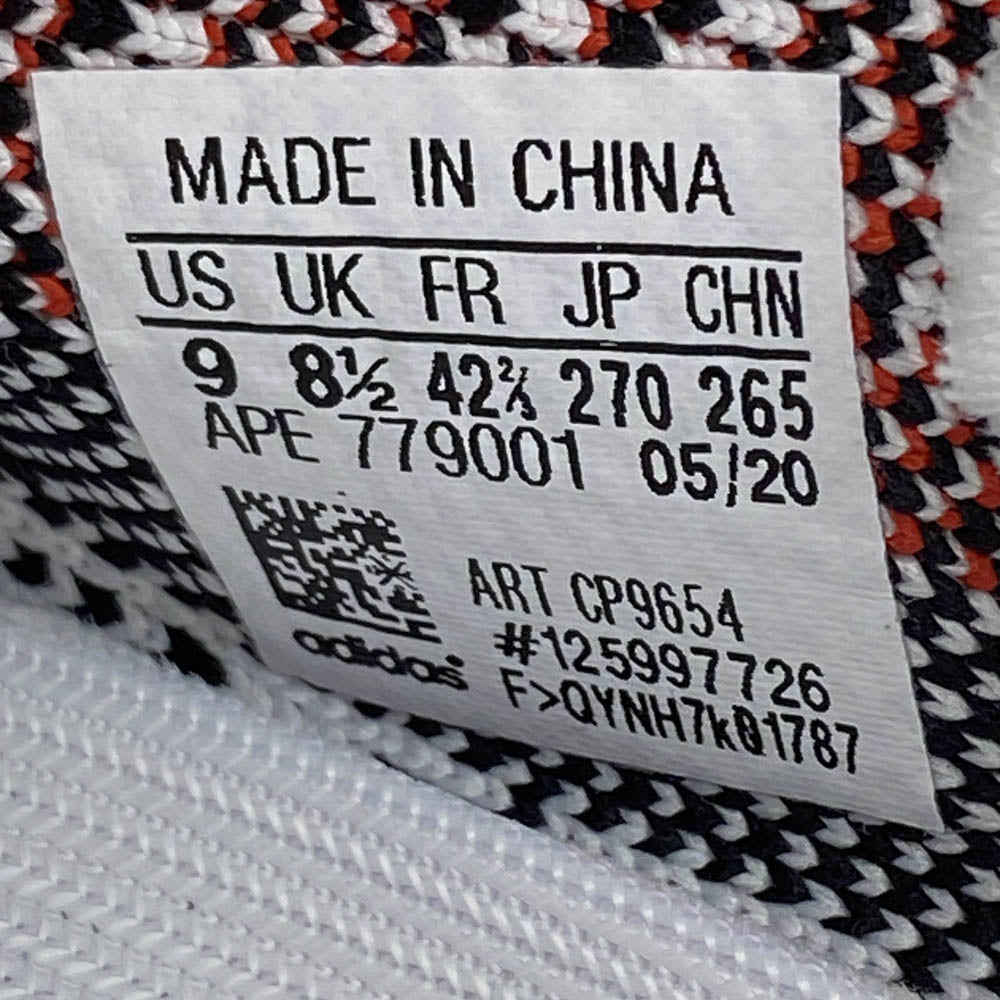 MADE IN CHINA
US UK FR JP CHN
9 8½ 42⅔ 270 265
APE 779001 05/20
ART CP9654
#125997726
F>QYNH7k01787
adidas